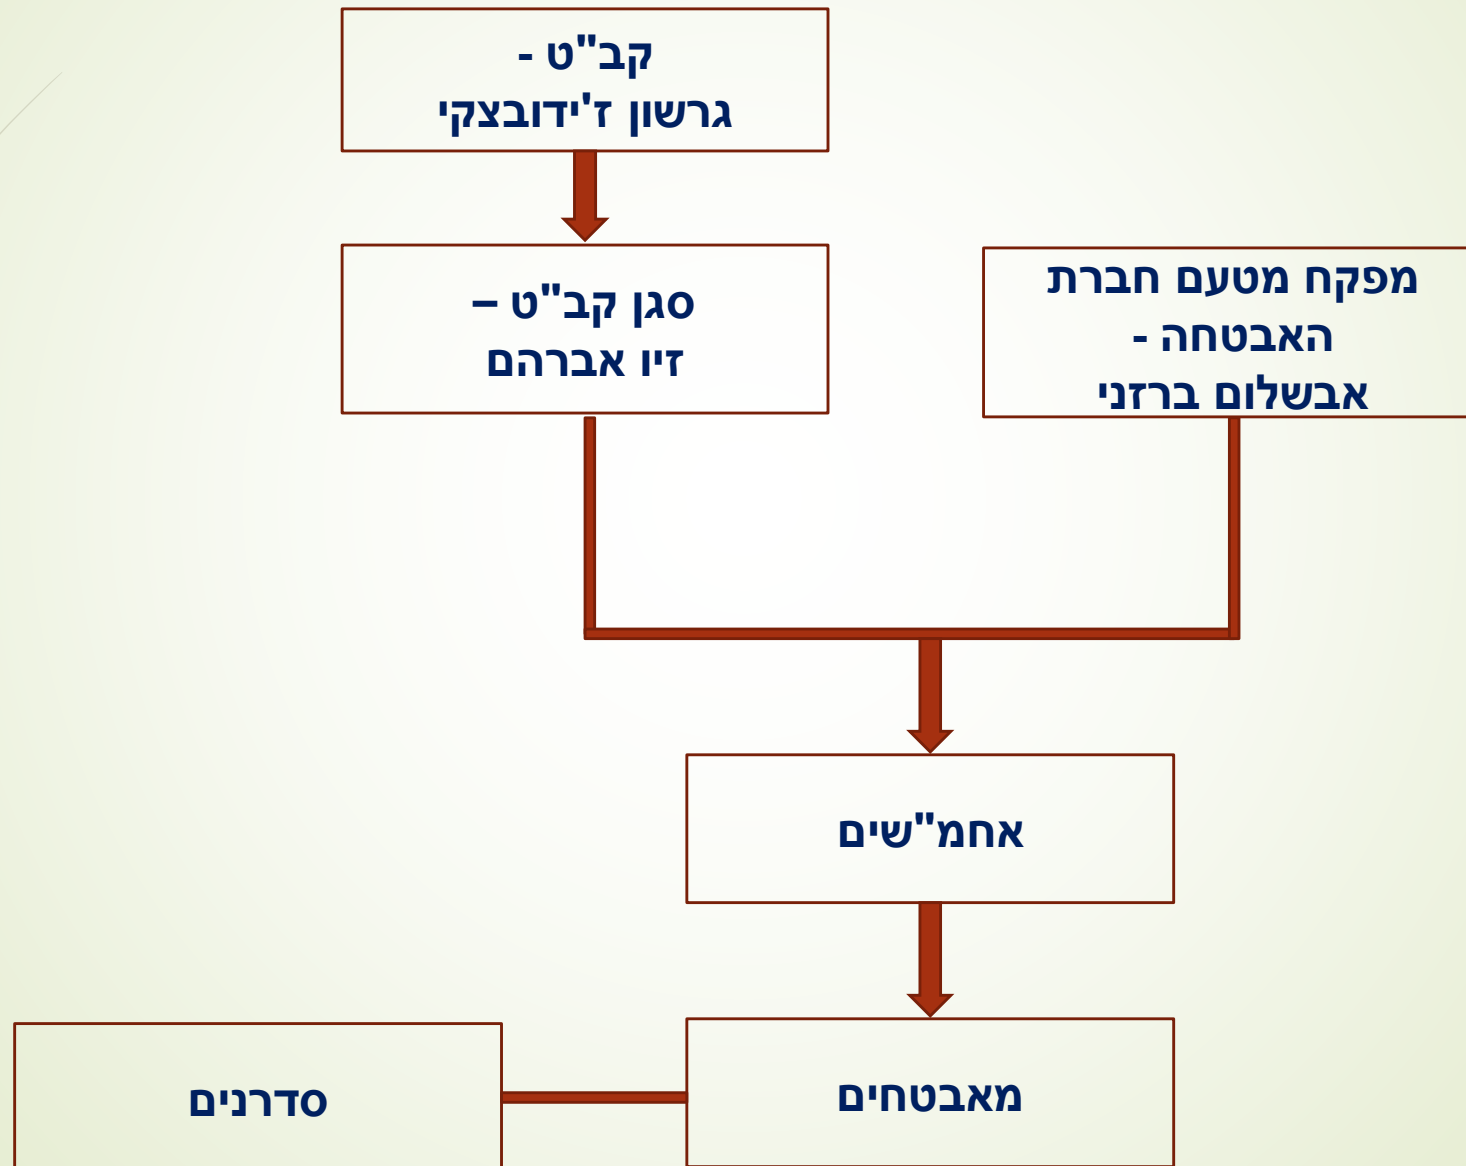 קב"ט -
גרשון ז'ידובצקי
מפקח מטעם חברת
האבטחה -
אבשלום ברזני
סגן קב"ט –
זיו אברהם
אחמ"שים
מאבטחים
סדרנים